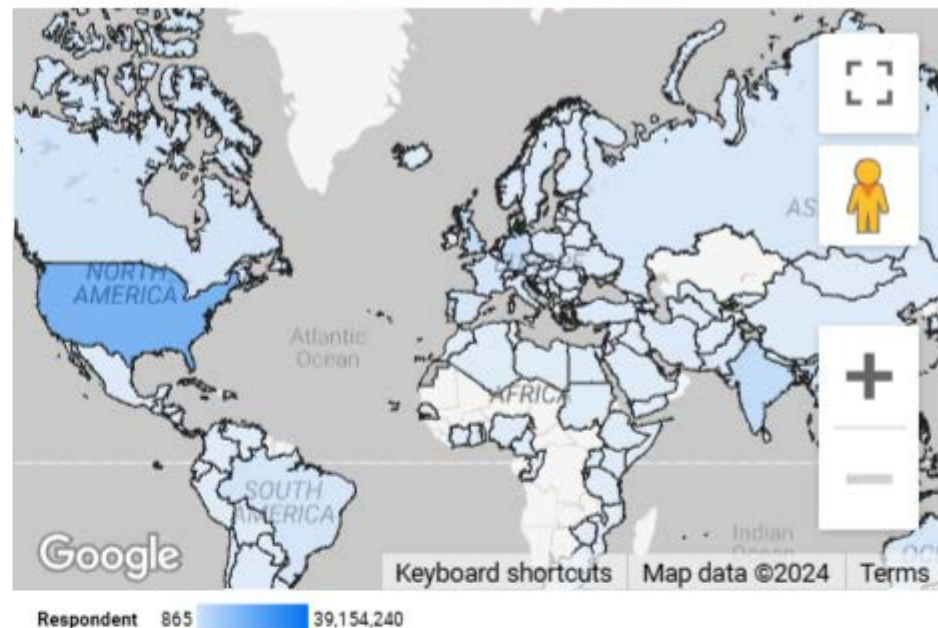 NORTH
AMERICA
Atlantic
Ocean
AFRICA
SOUTH
AMERICA
Indian
Ocean
Google
Keyboard shortcuts
Map data ©2024
Terms
Respondent 865 39,154,240